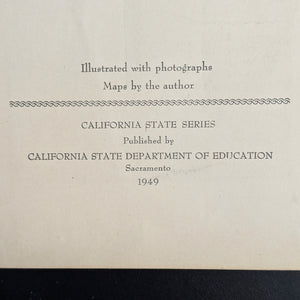 Illustrated with photographs
Maps by the author
CALIFORNIA STATE SERIES
Published by
CALIFORNIA STATE DEPARTMENT OF EDUCATION
Sacramento
1949